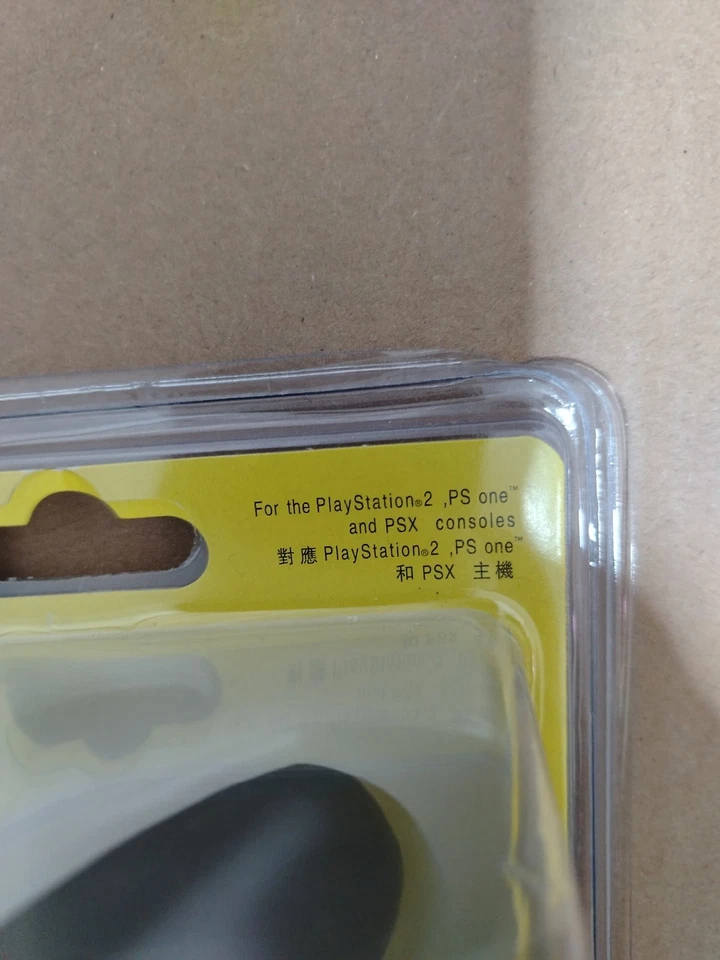 For the PlayStation®2 ,PS one™
and PSX consoles
對應 PlayStation®2 ,PS one™
和 PSX 主機